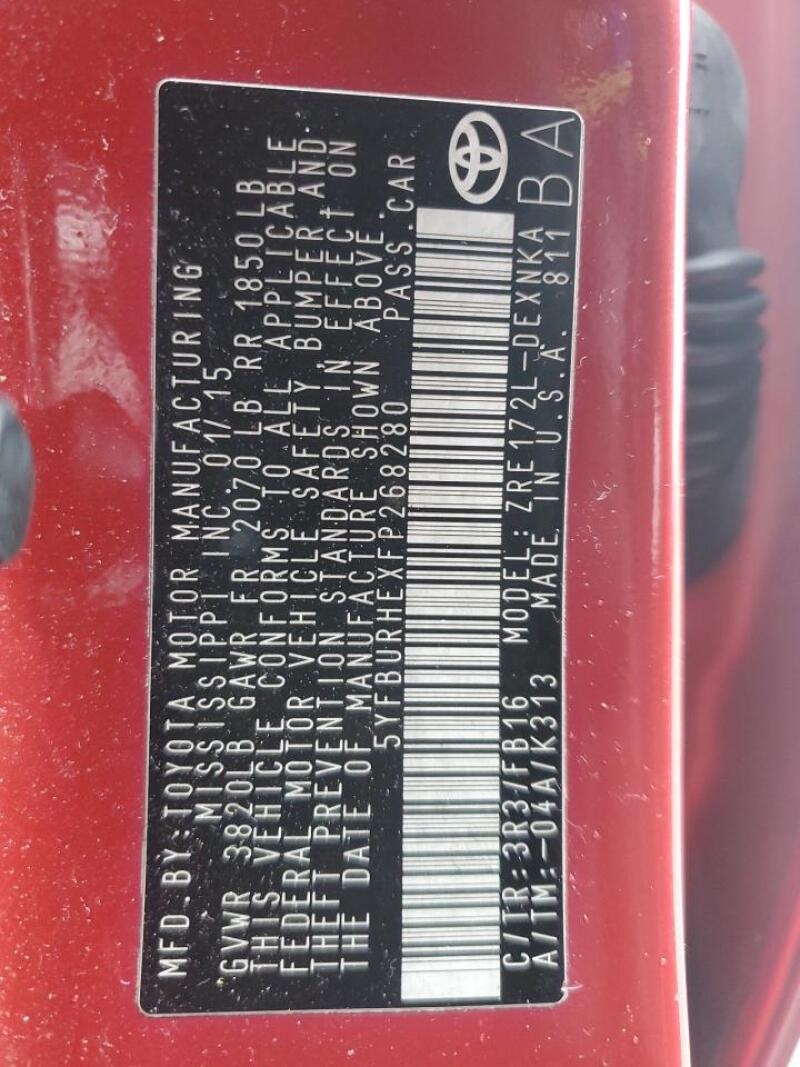 MFD.BY:TOYOTA MOTOR MANUFACTURING
MISSISSIPPI INC. 01/15
GVWR 3820LB GAWR FR 2070 LB RR 1850LB
THIS VEHICLE CONFORMS TO ALL APPLICABLE
FEDERAL MOTOR VEHICLE SAFETY BUMPER AND
THEFT PREVENTION STANDARDS IN EFFECT ON
THE DATE OF MANUFACTURE SHOWN ABOVE.
5YFBURHEXFP268280 PASS.CAR
C/TR:3R3/FB16 MODEL: ZRE172L-DEXNKA
A/TM:-04A/K313 MADE IN U.S.A. 811
BA